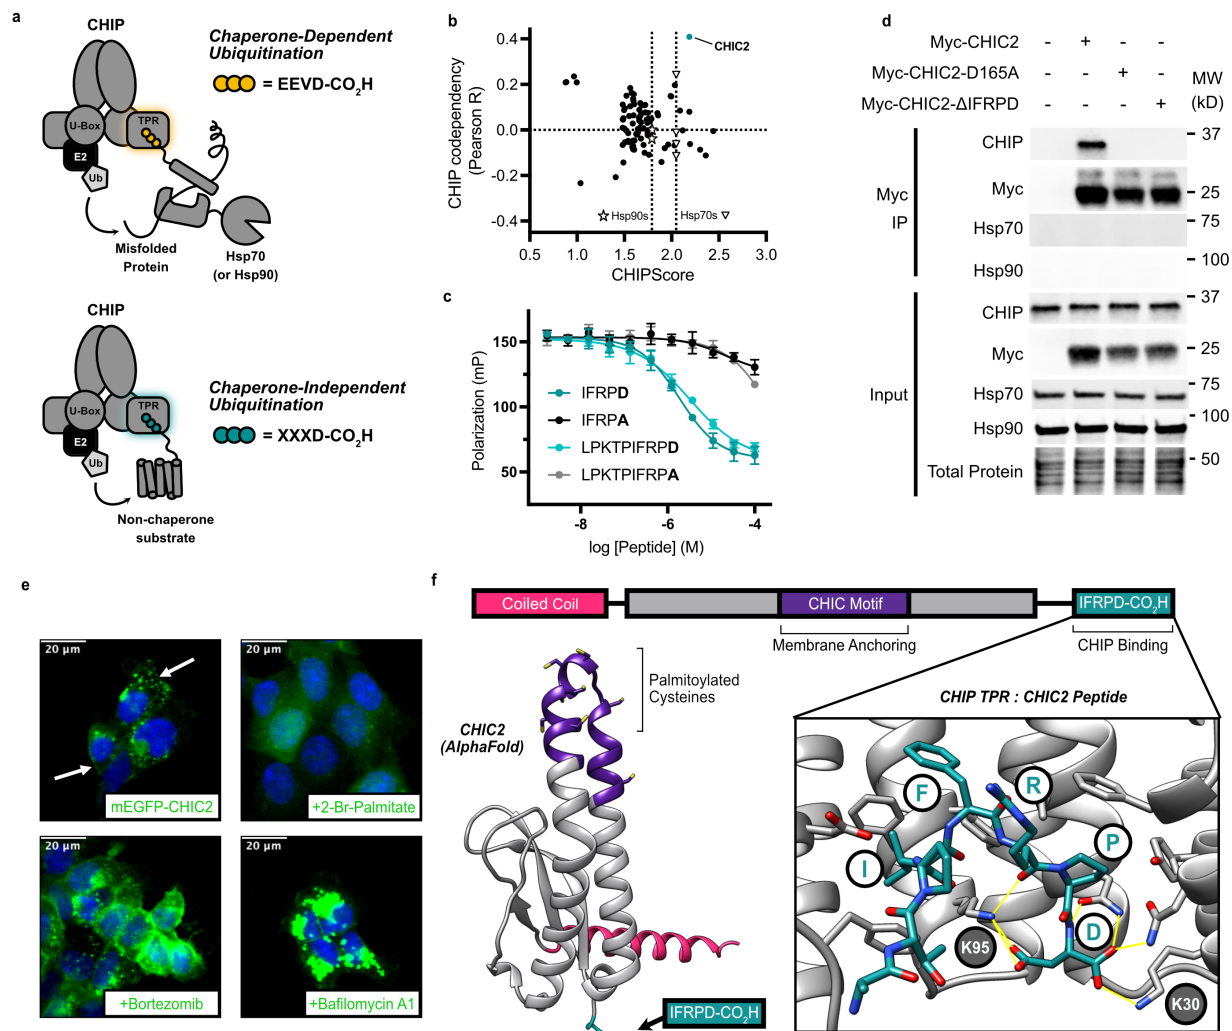 a
CHIP
Chaperone-Dependent
Ubiquitination
= EEVD-CO2H
U-Box
TPR
E2
Ub
Misfolded
Protein
Hsp70
(or Hsp90)
CHIP
Chaperone-Independent
Ubiquitination
= XXXD-CO2H
U-Box
TPR
E2
Ub
Non-chaperone
substrate
b
CHIP codependency
(Pearson R)
0.4
0.2
0.0
-0.2
-0.4
CHIC2
Hsp90s
Hsp70s
0.5 1.0 1.5 2.0 2.5 3.0
CHIPScore
c
Polarization (mP)
150
100
50
IFRPD
IFRPA
LPKTPIFRPD
LPKTPIFRPA
-8 -6 -4
log [Peptide] (M)
d
Myc-CHIC2 - + - -
Myc-CHIC2-D165A - - + -
Myc-CHIC2-ΔIFRPD - - - +
MW
(kD)
Myc
IP
CHIP
37
Myc
25
Hsp70
75
Hsp90
100
Input
CHIP
37
Myc
25
Hsp70
75
Hsp90
100
Total Protein
50
e
20 µm
mEGFP-CHIC2
20 µm
+2-Br-Palmitate
20 µm
+Bortezomib
20 µm
+Bafilomycin A1
f
Coiled Coil
CHIC Motif
IFRPD-CO2H
Membrane Anchoring
CHIP Binding
Palmitoylated
Cysteines
CHIC2
(AlphaFold)
IFRPD-CO2H
CHIP TPR : CHIC2 Peptide
F
R
I
P
D
K95
K30